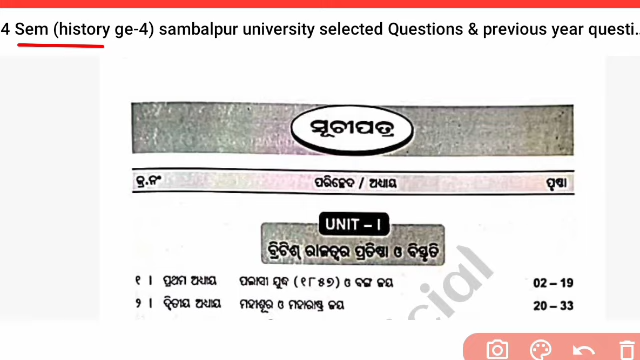 4 Sem (history ge-4) sambalpur university selected Questions & previous year questi..
ସୂଚୀପତ୍ର
କ୍ର.ନଂ ପରିଚ୍ଛେଦ / ଅଧ୍ୟାୟ ପୃଷ୍ଠା
UNIT – I
ବ୍ରିଟିଶ୍ ରାଜତ୍ୱର ପ୍ରତିଷ୍ଠା ଓ ବିସ୍ତୃତି
୧ । ପ୍ରଥମ ଅଧ୍ୟାୟ ପଲାସୀ ଯୁଦ୍ଧ (୧୮୫୭) ଓ ବଙ୍ଗ ଜୟ 02 – 19
୨ । ଦ୍ୱିତୀୟ ଅଧ୍ୟାୟ ମହୀଶୂର ଓ ମହାରାଷ୍ଟ୍ର ଜୟ 20 – 33